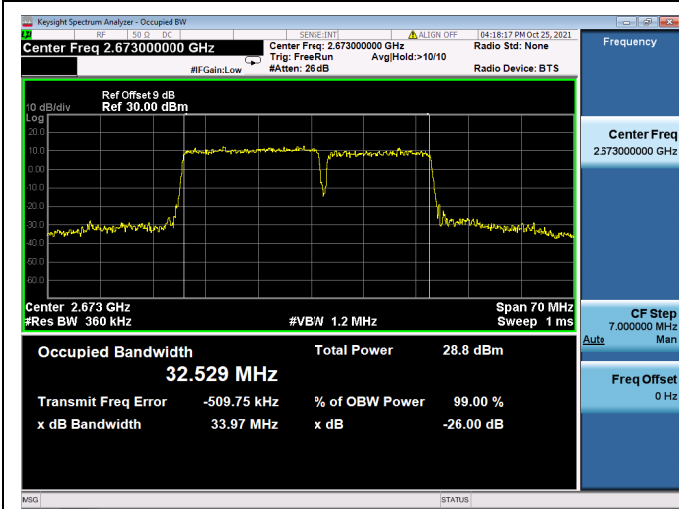 Keysight Spectrum Analyzer - Occupied BW
RF 50 Ω DC SENSE:INT ALIGN OFF 04:18:17 PM Oct 25, 2021
Center Freq 2.673000000 GHz
Center Freq: 2.673000000 GHz
Radio Std: None
Trig: FreeRun Avg|Hold:>10/10
#IFGain:Low
#Atten: 26dB
Radio Device: BTS
Ref Offset 9 dB
10 dB/div Ref 30.00 dBm
Log
20.0
10.0
0.00
-10.0
-20.0
-30.0
-40.0
-50.0
-60.0
Center 2.673 GHz Span 70 MHz
#Res BW 360 kHz #VBW 1.2 MHz Sweep 1 ms
Occupied Bandwidth Total Power 28.8 dBm
32.529 MHz
Transmit Freq Error -509.75 kHz % of OBW Power 99.00 %
x dB Bandwidth 33.97 MHz x dB -26.00 dB
MSG STATUS
Frequency
Center Freq
2.673000000 GHz
CF Step
7.000000 MHz
Auto Man
Freq Offset
0 Hz